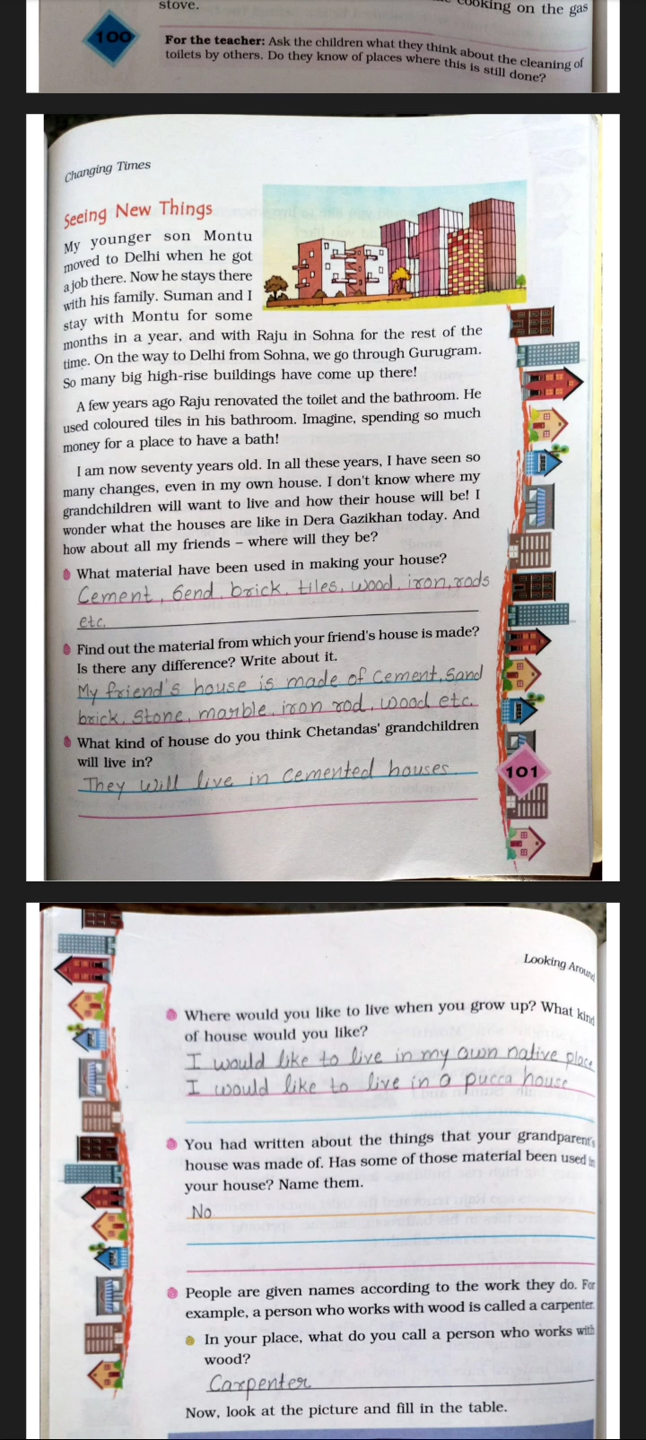 stove.
cooking on the gas
100
For the teacher: Ask the children what they think about the cleaning of
toilets by others. Do they know of places where this is still done?
Changing Times
Seeing New Things
My younger son Montu
moved to Delhi when he got
a job there. Now he stays there
with his family. Suman and I
stay with Montu for some
months in a year, and with Raju in Sohna for the rest of the
time. On the way to Delhi from Sohna, we go through Gurugram.
So many big high-rise buildings have come up there!
A few years ago Raju renovated the toilet and the bathroom. He
used coloured tiles in his bathroom. Imagine, spending so much
money for a place to have a bath!
I am now seventy years old. In all these years, I have seen so
many changes, even in my own house. I don't know where my
grandchildren will want to live and how their house will be! I
wonder what the houses are like in Dera Gazikhan today. And
how about all my friends – where will they be?
What material have been used in making your house?
Cement, Send, brick, tiles, wood, iron, rods
etc.
Find out the material from which your friend's house is made?
Is there any difference? Write about it.
My friend's house is made of Cement, Sand
brick, Stone, marble, iron rod, wood etc.
What kind of house do you think Chetandas' grandchildren
will live in?
They will live in cemented houses.
101
Looking Around
Where would you like to live when you grow up? What kind
of house would you like?
I would like to live in my own native place
I would like to live in a pucca house
You had written about the things that your grandparent's
house was made of. Has some of those material been used in
your house? Name them.
No
People are given names according to the work they do. For
example, a person who works with wood is called a carpenter.
In your place, what do you call a person who works with
wood?
Carpenter
Now, look at the picture and fill in the table.